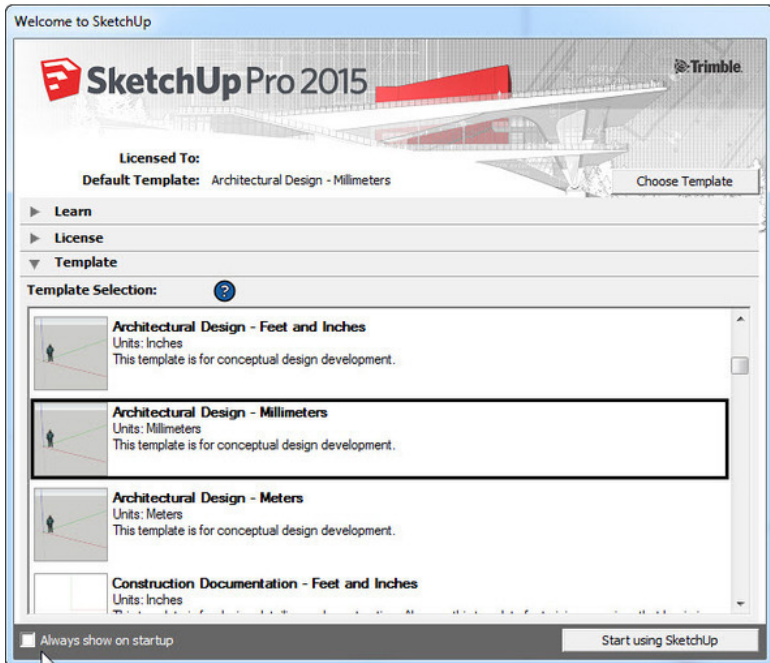 Welcome to SketchUp
SketchUp Pro 2015
Trimble.
Licensed To:
Default Template: Architectural Design - Millimeters
Choose Template
Learn
License
Template
Template Selection:
?
Architectural Design - Feet and Inches
Units: Inches
This template is for conceptual design development.
Architectural Design - Millimeters
Units: Millimeters
This template is for conceptual design development.
Architectural Design - Meters
Units: Meters
This template is for conceptual design development.
Construction Documentation - Feet and Inches
Units: Inches
Always show on startup
Start using SketchUp